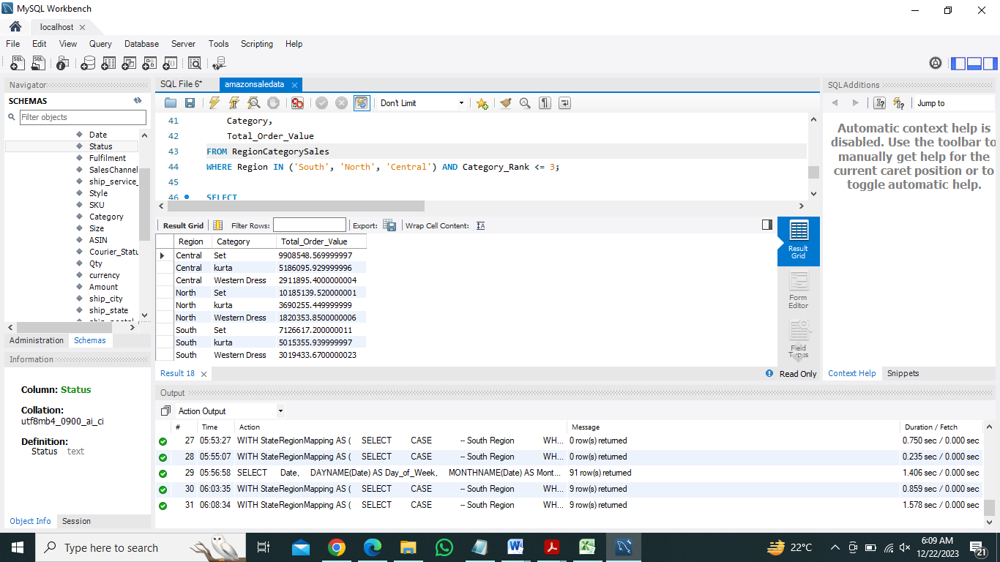 MySQL Workbench
localhost
File Edit View Query Database Server Tools Scripting Help
Navigator
SCHEMAS
Filter objects
Date
Status
Fulfilment
SalesChannel
ship_service_
Style
SKU
Category
Size
ASIN
Courier_Statu
Qty
currency
Amount
ship_city
ship_state
Administration Schemas
Information
Column: Status
Collation:
utf8mb4_0900_ai_ci
Definition:
Status text
Object Info Session
SQL File 6* amazonsaledata
Don't Limit
41 Category,
42 Total_Order_Value
43 FROM RegionCategorySales
44 WHERE Region IN ('South', 'North', 'Central') AND Category_Rank <= 3;
45
46 SELECT
Result Grid Filter Rows: Export: Wrap Cell Content:
Region Category Total_Order_Value
Central Set 9908548.569999997
Central kurta 5186095.929999996
Central Western Dress 2911895.4000000004
North Set 10185139.520000001
North kurta 3690255.449999999
North Western Dress 1820353.8500000006
South Set 7126617.200000011
South kurta 5015355.939999997
South Western Dress 3019433.6700000023
Result Grid
Form Editor
Field Types
Result 18
Read Only
Output
Action Output
# Time Action Message Duration / Fetch
27 05:53:27 WITH StateRegionMapping AS ( SELECT CASE -- South Region WH... 0 row(s) returned 0.750 sec / 0.000 sec
28 05:55:07 WITH StateRegionMapping AS ( SELECT CASE -- South Region WH... 0 row(s) returned 0.235 sec / 0.000 sec
29 05:56:58 SELECT Date, DAYNAME(Date) AS Day_of_Week, MONTHNAME(Date) AS Mont... 91 row(s) returned 1.406 sec / 0.000 sec
30 06:03:35 WITH StateRegionMapping AS ( SELECT CASE -- South Region WH... 9 row(s) returned 0.859 sec / 0.000 sec
31 06:08:34 WITH StateRegionMapping AS ( SELECT CASE -- South Region WH... 9 row(s) returned 1.578 sec / 0.000 sec
SQLAdditions
Jump to
Automatic context help is
disabled. Use the toolbar to
manually get help for the
current caret position or to
toggle automatic help.
Context Help Snippets
Type here to search
22°C
6:09 AM
12/22/2023
21